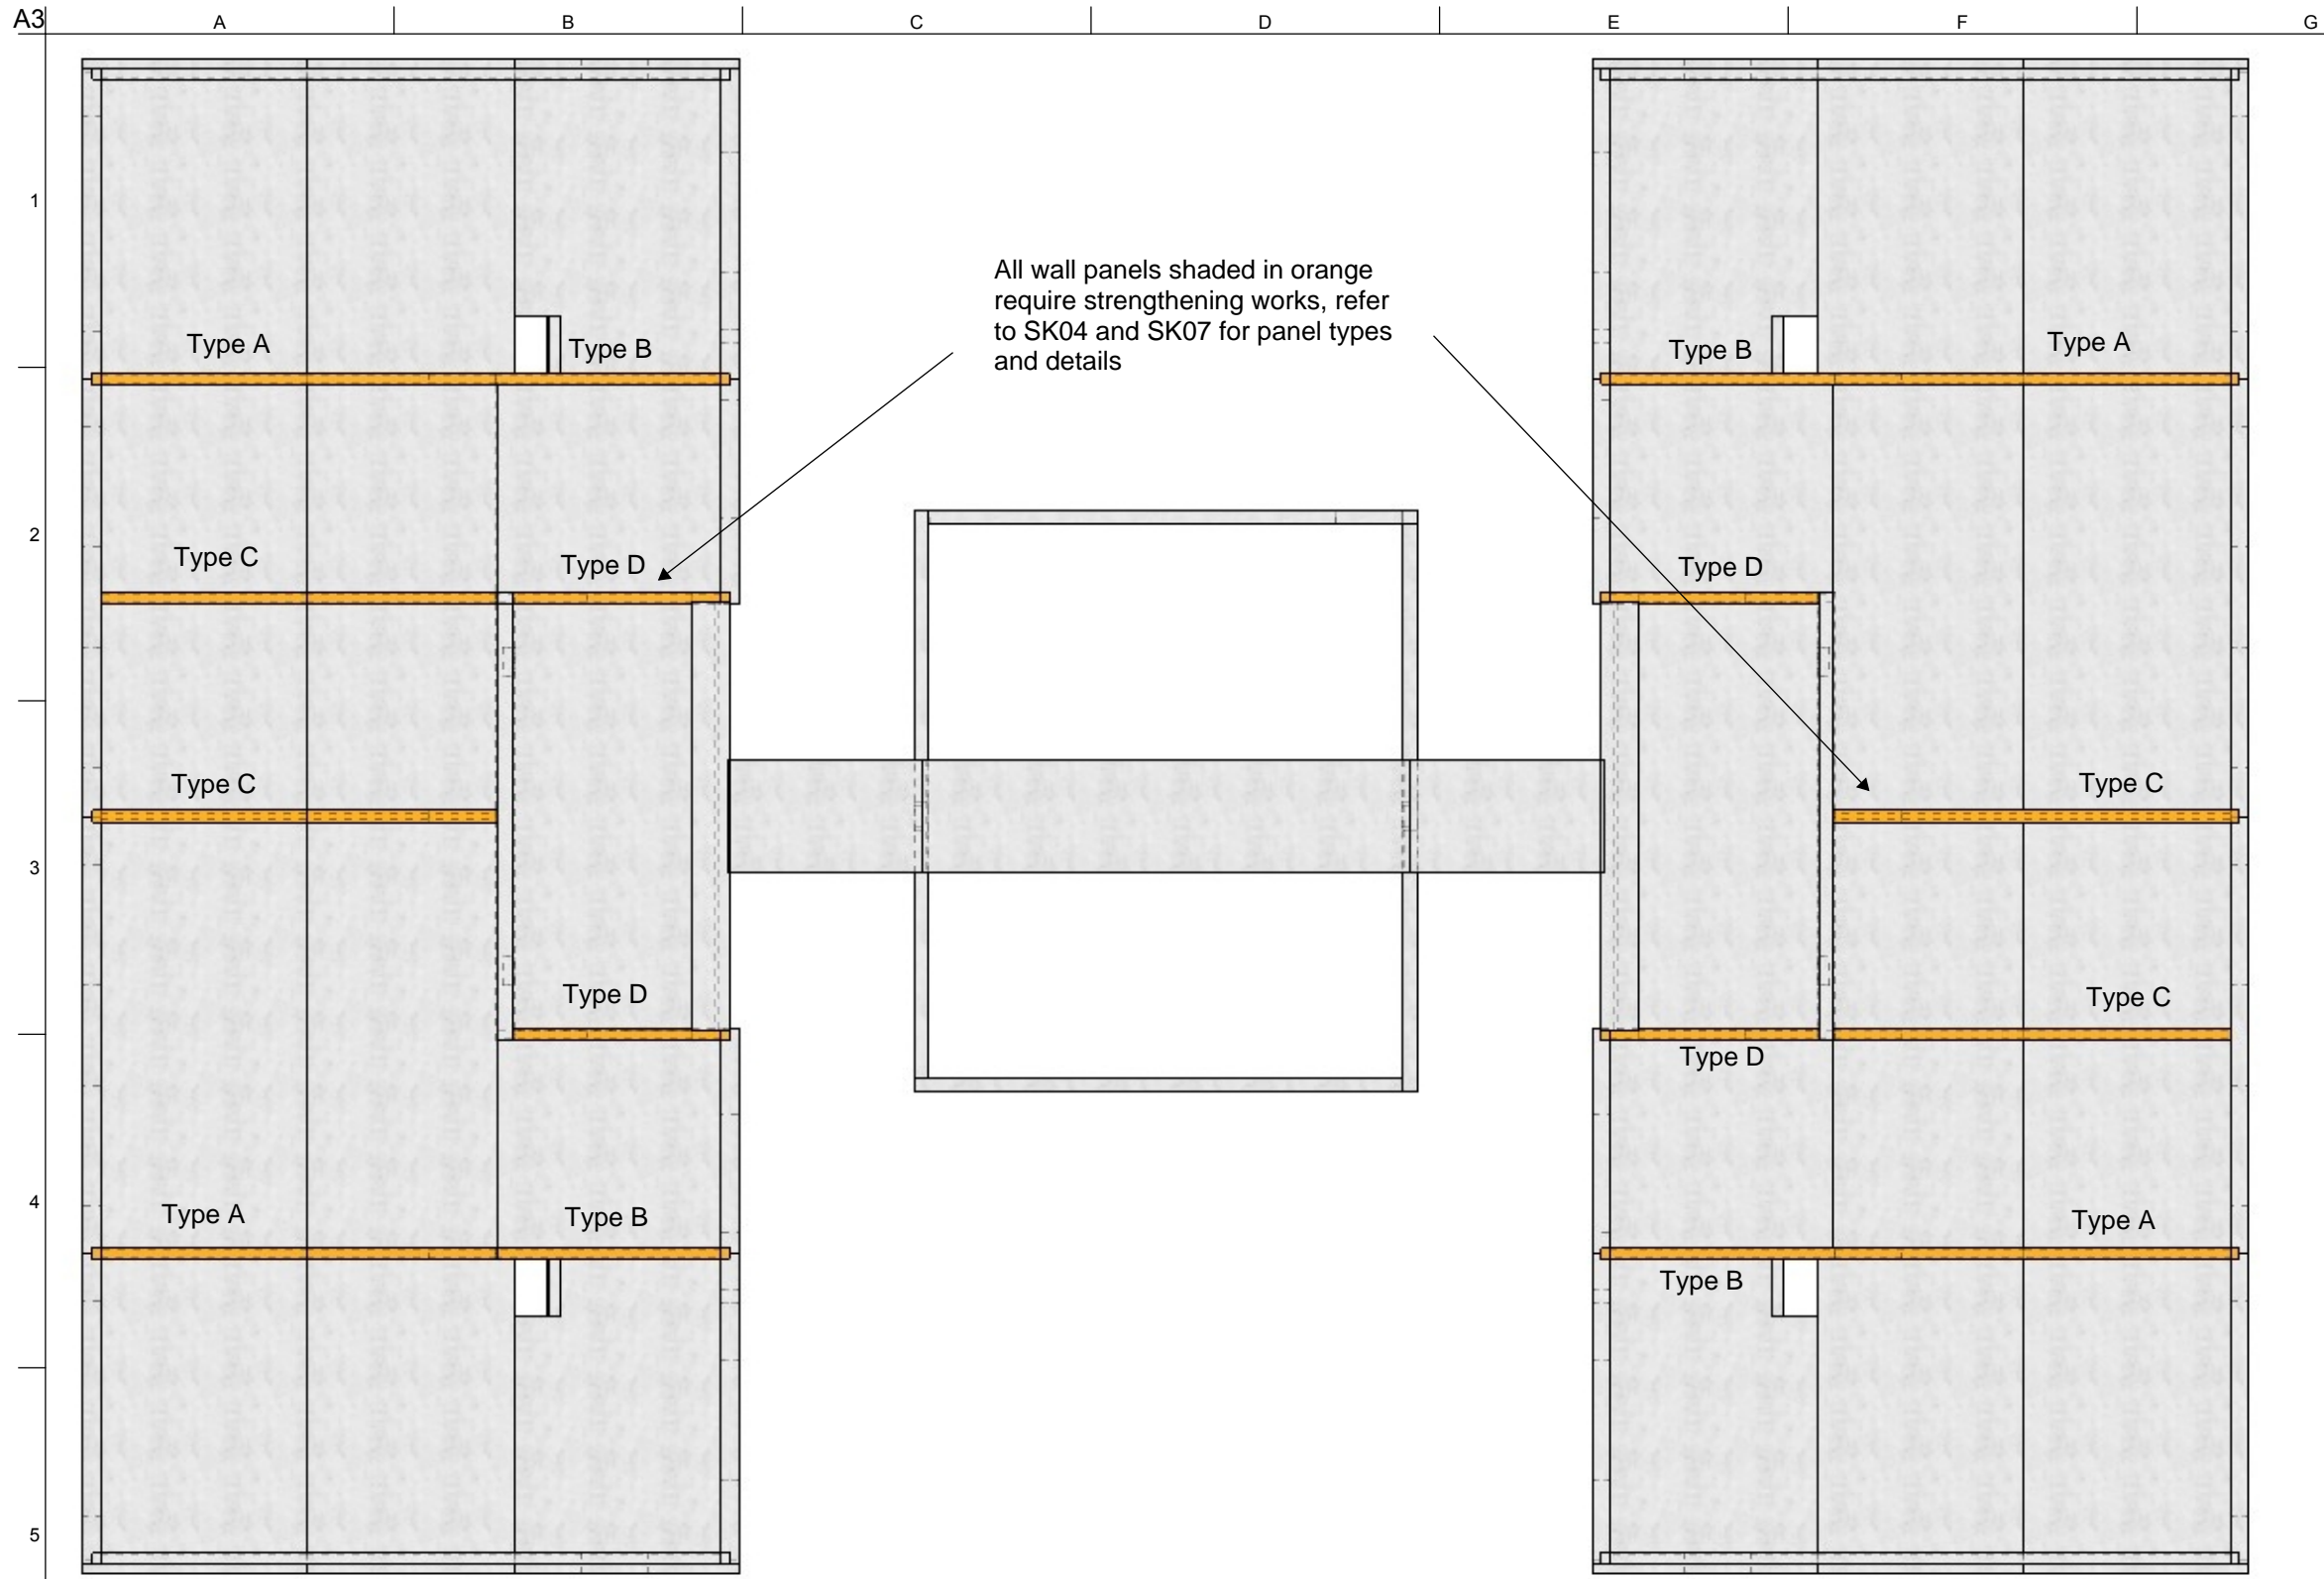 A3
A
B
C
D
E
F
G
1
2
3
4
5
All wall panels shaded in orange
require strengthening works, refer
to SK04 and SK07 for panel types
and details
Type A
Type B
Type B
Type A
Type C
Type D
Type D
Type C
Type C
Type D
Type C
Type D
Type A
Type B
Type A
Type B